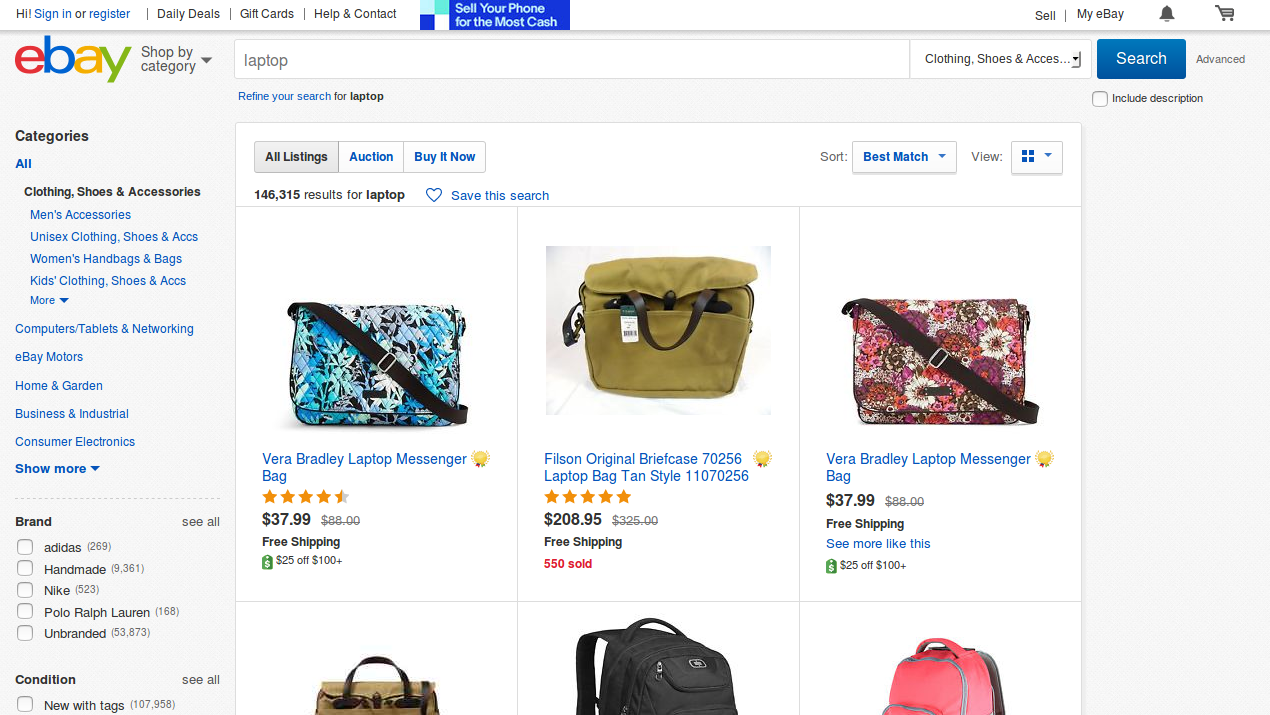 Hi! Sign in or register
Daily Deals
Gift Cards
Help & Contact
Sell Your Phone
for the Most Cash
Sell
My eBay
ebay
Shop by
category
laptop
Clothing, Shoes & Acces...
Search
Advanced
Refine your search for laptop
Include description
Categories
All
Clothing, Shoes & Accessories
Men's Accessories
Unisex Clothing, Shoes & Accs
Women's Handbags & Bags
Kids' Clothing, Shoes & Accs
More
Computers/Tablets & Networking
eBay Motors
Home & Garden
Business & Industrial
Consumer Electronics
Show more
Brand
see all
adidas (269)
Handmade (9,361)
Nike (523)
Polo Ralph Lauren (168)
Unbranded (53,873)
Condition
see all
New with tags (107,958)
All Listings
Auction
Buy It Now
Sort:
Best Match
View:
146,315 results for laptop
Save this search
Vera Bradley Laptop Messenger
Bag
$37.99 $88.00
Free Shipping
$25 off $100+
Filson Original Briefcase 70256
Laptop Bag Tan Style 11070256
$208.95 $325.00
Free Shipping
550 sold
Vera Bradley Laptop Messenger
Bag
$37.99 $88.00
Free Shipping
See more like this
$25 off $100+